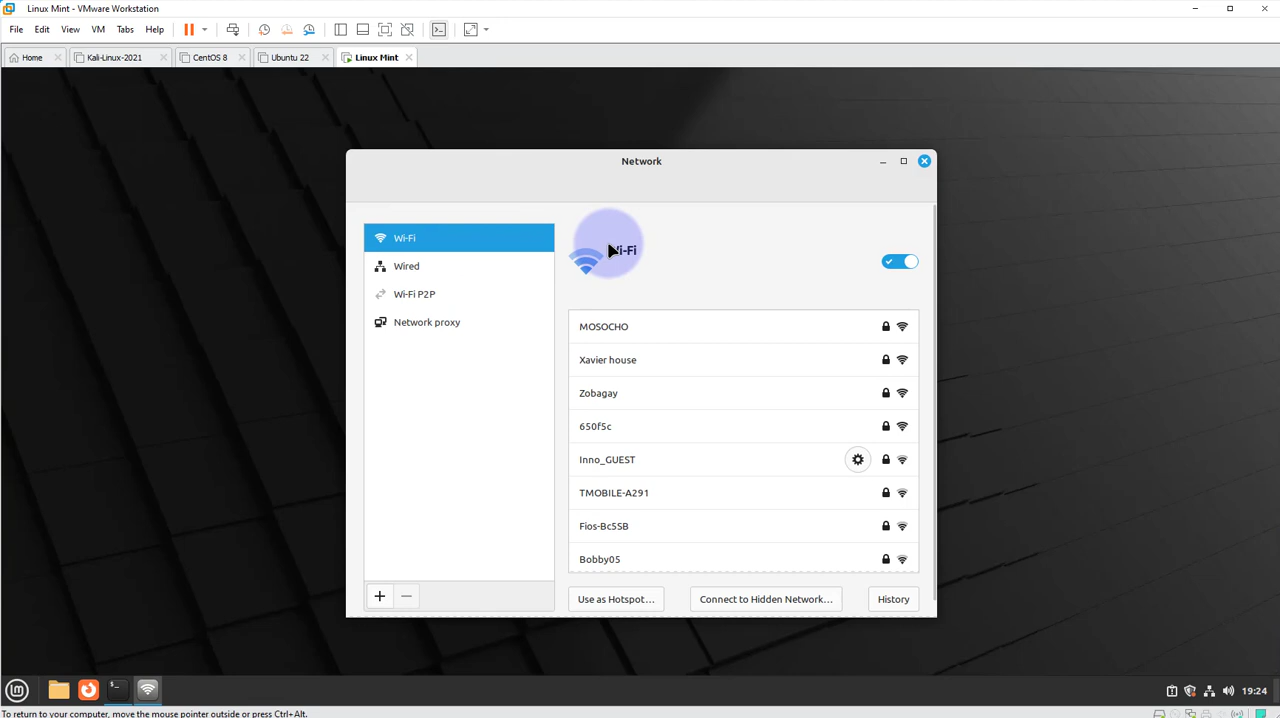 Linux Mint - VMware Workstation
File Edit View VM Tabs Help
Home Kali-Linux-2021 CentOS 8 Ubuntu 22 Linux Mint
Network
Wi-Fi
Wired
Wi-Fi P2P
Network proxy
Wi-Fi
MOSOCHO
Xavier house
Zobagay
650f5c
Inno_GUEST
TMOBILE-A291
Fios-Bc5SB
Bobby05
Use as Hotspot... Connect to Hidden Network... History
19:24
To return to your computer, move the mouse pointer outside or press Ctrl+Alt.